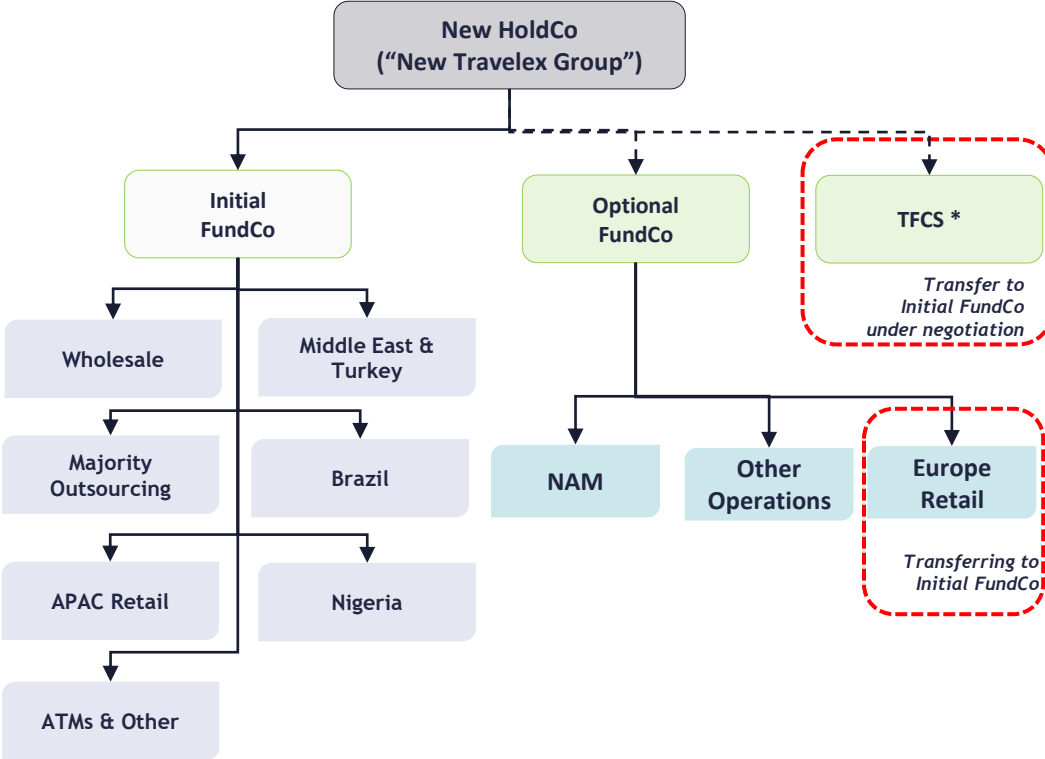 New HoldCo
(“New Travelex Group”)
Initial
FundCo
Optional
FundCo
TFCS *
Transfer to
Initial FundCo
under negotiation
Wholesale
Middle East &
Turkey
Majority
Outsourcing
Brazil
NAM
Other
Operations
Europe
Retail
Transferring to
Initial FundCo
APAC Retail
Nigeria
ATMs & Other